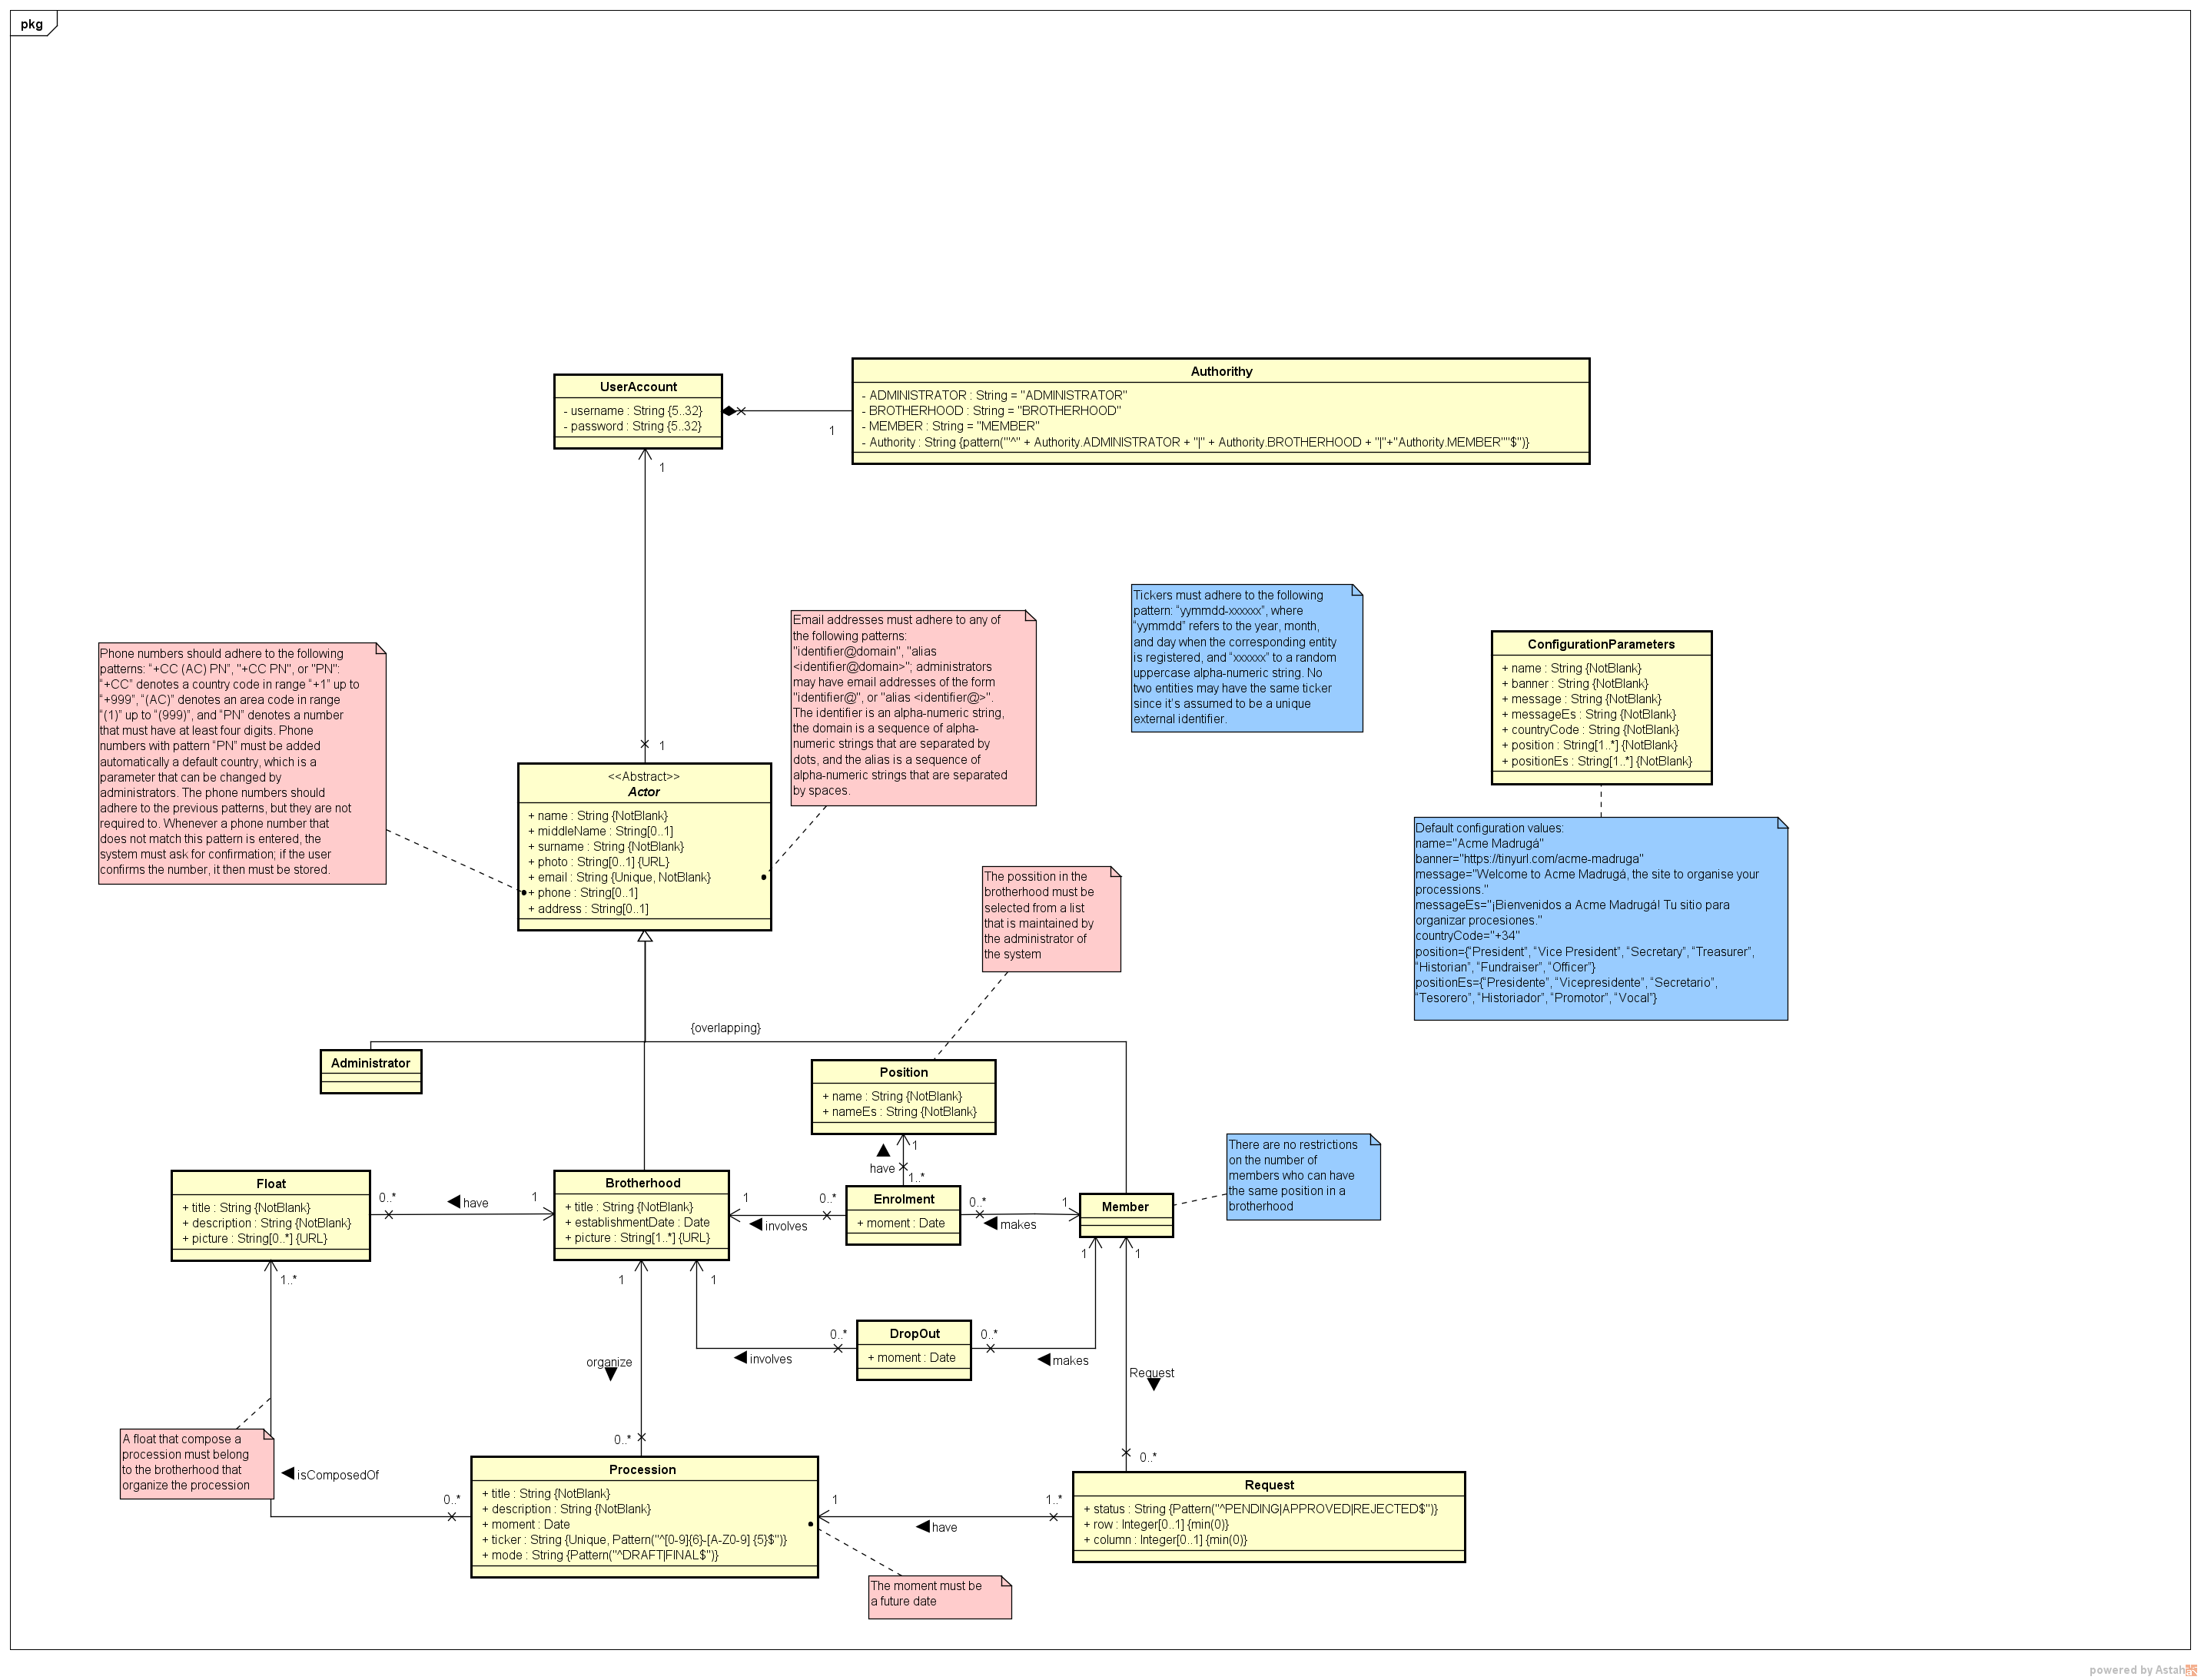 pkg
UserAccount
- username : String {5..32}
- password : String {5..32}
1
Authorithy
- ADMINISTRATOR : String = "ADMINISTRATOR"
- BROTHERHOOD : String = "BROTHERHOOD"
- MEMBER : String = "MEMBER"
- Authority : String {pattern("'^" + Authority.ADMINISTRATOR + "|" + Authority.BROTHERHOOD + "|"+"Authority.MEMBER""$")}
1
1
Phone numbers should adhere to the following
patterns: “+CC (AC) PN”, "+CC PN", or "PN":
“+CC” denotes a country code in range “+1” up to
“+999”, “(AC)” denotes an area code in range
“(1)” up to “(999)”, and “PN” denotes a number
that must have at least four digits. Phone
numbers with pattern “PN” must be added
automatically a default country, which is a
parameter that can be changed by
administrators. The phone numbers should
adhere to the previous patterns, but they are not
required to. Whenever a phone number that
does not match this pattern is entered, the
system must ask for confirmation; if the user
confirms the number, it then must be stored.
Email addresses must adhere to any of
the following patterns:
"identifier@domain", "alias
<identifier@domain>"; administrators
may have email addresses of the form
"identifier@", or "alias <identifier@>".
The identifier is an alpha-numeric string,
the domain is a sequence of alpha-
numeric strings that are separated by
dots, and the alias is a sequence of
alpha-numeric strings that are separated
by spaces.
Tickers must adhere to the following
pattern: “yymmdd-xxxxxx”, where
“yymmdd” refers to the year, month,
and day when the corresponding entity
is registered, and “xxxxxx” to a random
uppercase alpha-numeric string. No
two entities may have the same ticker
since it’s assumed to be a unique
external identifier.
ConfigurationParameters
+ name : String {NotBlank}
+ banner : String {NotBlank}
+ message : String {NotBlank}
+ messageEs : String {NotBlank}
+ countryCode : String {NotBlank}
+ position : String[1..*] {NotBlank}
+ positionEs : String[1..*] {NotBlank}
Default configuration values:
name="Acme Madrugá"
banner="https://tinyurl.com/acme-madruga"
message="Welcome to Acme Madrugá, the site to organise your
processions."
messageEs="¡Bienvenidos a Acme Madrugá! Tu sitio para
organizar procesiones."
countryCode="+34"
position={“President”, “Vice President”, “Secretary”, “Treasurer”,
“Historian”, “Fundraiser”, “Officer”}
positionEs={“Presidente”, “Vicepresidente”, “Secretario”,
“Tesorero”, “Historiador”, “Promotor”, “Vocal”}
<<Abstract>>
Actor
+ name : String {NotBlank}
+ middleName : String[0..1]
+ surname : String {NotBlank}
+ photo : String[0..1] {URL}
+ email : String {Unique, NotBlank}
+ phone : String[0..1]
+ address : String[0..1]
The possition in the
brotherhood must be
selected from a list
that is maintained by
the administrator of
the system
{overlapping}
Administrator
Position
+ name : String {NotBlank}
+ nameEs : String {NotBlank}
1
have
1..*
There are no restrictions
on the number of
members who can have
the same position in a
brotherhood
Float
+ title : String {NotBlank}
+ description : String {NotBlank}
+ picture : String[0..*] {URL}
0..*
have
1
Brotherhood
+ title : String {NotBlank}
+ establishmentDate : Date
+ picture : String[1..*] {URL}
1
involves
0..*
Enrolment
+ moment : Date
0..*
makes
1
Member
1..*
1
1
1
1
0..*
DropOut
+ moment : Date
0..*
involves
makes
organize
Request
0..*
0..*
A float that compose a
procession must belong
to the brotherhood that
organize the procession
isComposedOf
0..*
Procession
+ title : String {NotBlank}
+ description : String {NotBlank}
+ moment : Date
+ ticker : String {Unique, Pattern("^[0-9]{6}-[A-Z0-9] {5}$")}
+ mode : String {Pattern("^DRAFT|FINAL$")}
1
have
1..*
Request
+ status : String {Pattern("^PENDING|APPROVED|REJECTED$")}
+ row : Integer[0..1] {min(0)}
+ column : Integer[0..1] {min(0)}
The moment must be
a future date
powered by Astah